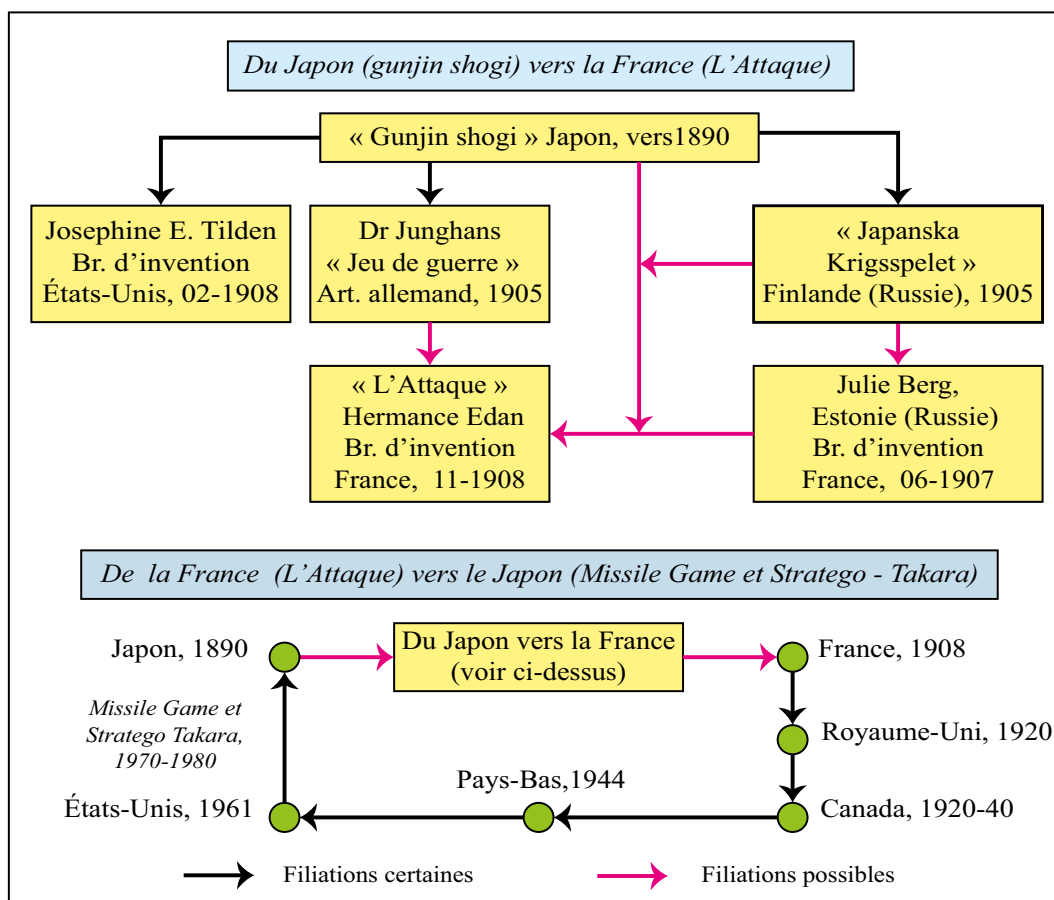 Du Japon (gunjin shogi) vers la France (L’Attaque)
« Gunjin shogi » Japon, vers1890
Josephine E. Tilden
Br. d’invention
États-Unis, 02-1908
Dr Junghans
« Jeu de guerre »
Art. allemand, 1905
« Japanska
Krigsspelet »
Finlande (Russie), 1905
« L’Attaque »
Hermance Edan
Br. d’invention
France, 11-1908
Julie Berg,
Estonie (Russie)
Br. d’invention
France, 06-1907
De la France (L’Attaque) vers le Japon (Missile Game et Stratego - Takara)
Japon, 1890
Du Japon vers la France
(voir ci-dessus)
France, 1908
Missile Game et
Stratego Takara,
1970-1980
Royaume-Uni, 1920
Pays-Bas,1944
États-Unis, 1961
Canada, 1920-40
Filiations certaines
Filiations possibles